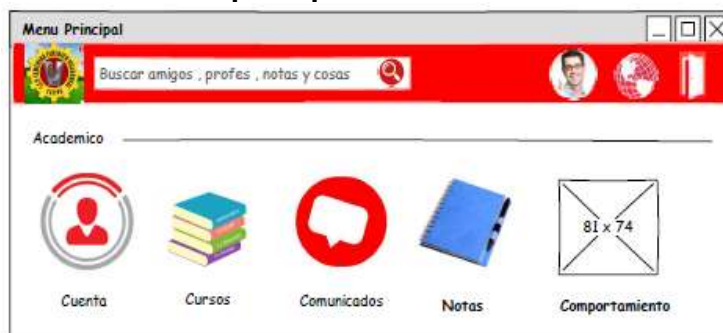 Menu Principal
Buscar amigos , profes , notas y cosas
Academico
81 x 74
Cuenta
Cursos
Comunicados
Notas
Comportamiento